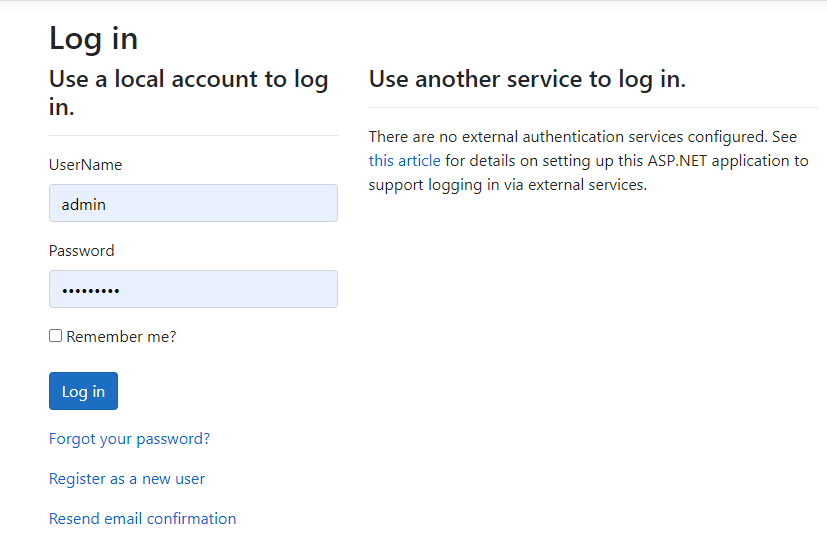 Log in
Use a local account to log
in.
UserName
admin
Password
•••••••••
Remember me?
Log in
Forgot your password?
Register as a new user
Resend email confirmation
Use another service to log in.
There are no external authentication services configured. See
this article for details on setting up this ASP.NET application to
support logging in via external services.